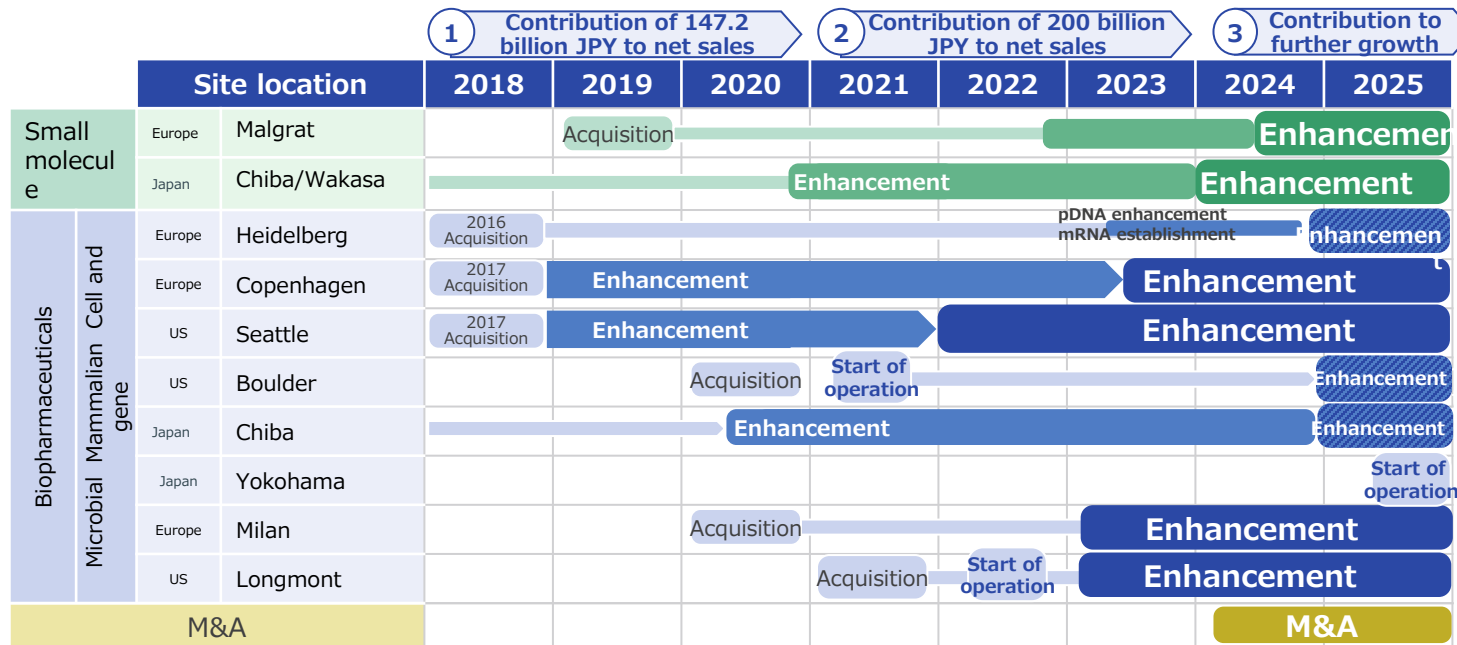 1
Contribution of 147.2
billion JPY to net sales
2
Contribution of 200 billion
JPY to net sales
3
Contribution to
further growth
Site location
2018
2019
2020
2021
2022
2023
2024
2025
Small
molecul
e
Europe
Malgrat
Acquisition
Enhancemen
Japan
Chiba/Wakasa
Enhancement
Enhancement
Biopharmaceuticals
Microbial Mammalian Cell and
gene
Europe
Heidelberg
2016
Acquisition
pDNA enhancement
mRNA establishment
Enhancemen
t
Europe
Copenhagen
2017
Acquisition
Enhancement
Enhancement
US
Seattle
2017
Acquisition
Enhancement
Enhancement
US
Boulder
Acquisition
Start of
operation
Enhancement
Japan
Chiba
Enhancement
Enhancement
Japan
Yokohama
Start of
operation
Europe
Milan
Acquisition
Enhancement
US
Longmont
Acquisition
Start of
operation
Enhancement
M&A
M&A